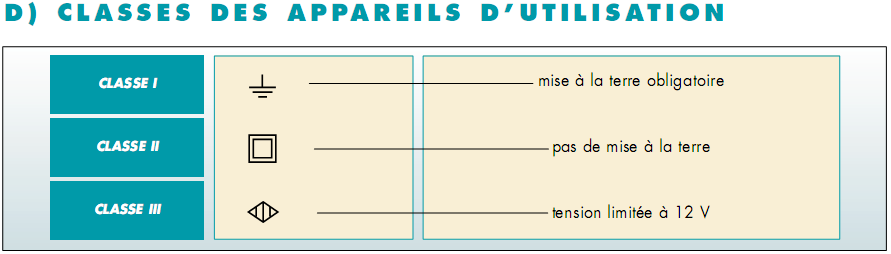 D) CLASSES DES APPAREILS D’UTILISATION
CLASSE I mise à la terre obligatoire
CLASSE II pas de mise à la terre
CLASSE III tension limitée à 12 V